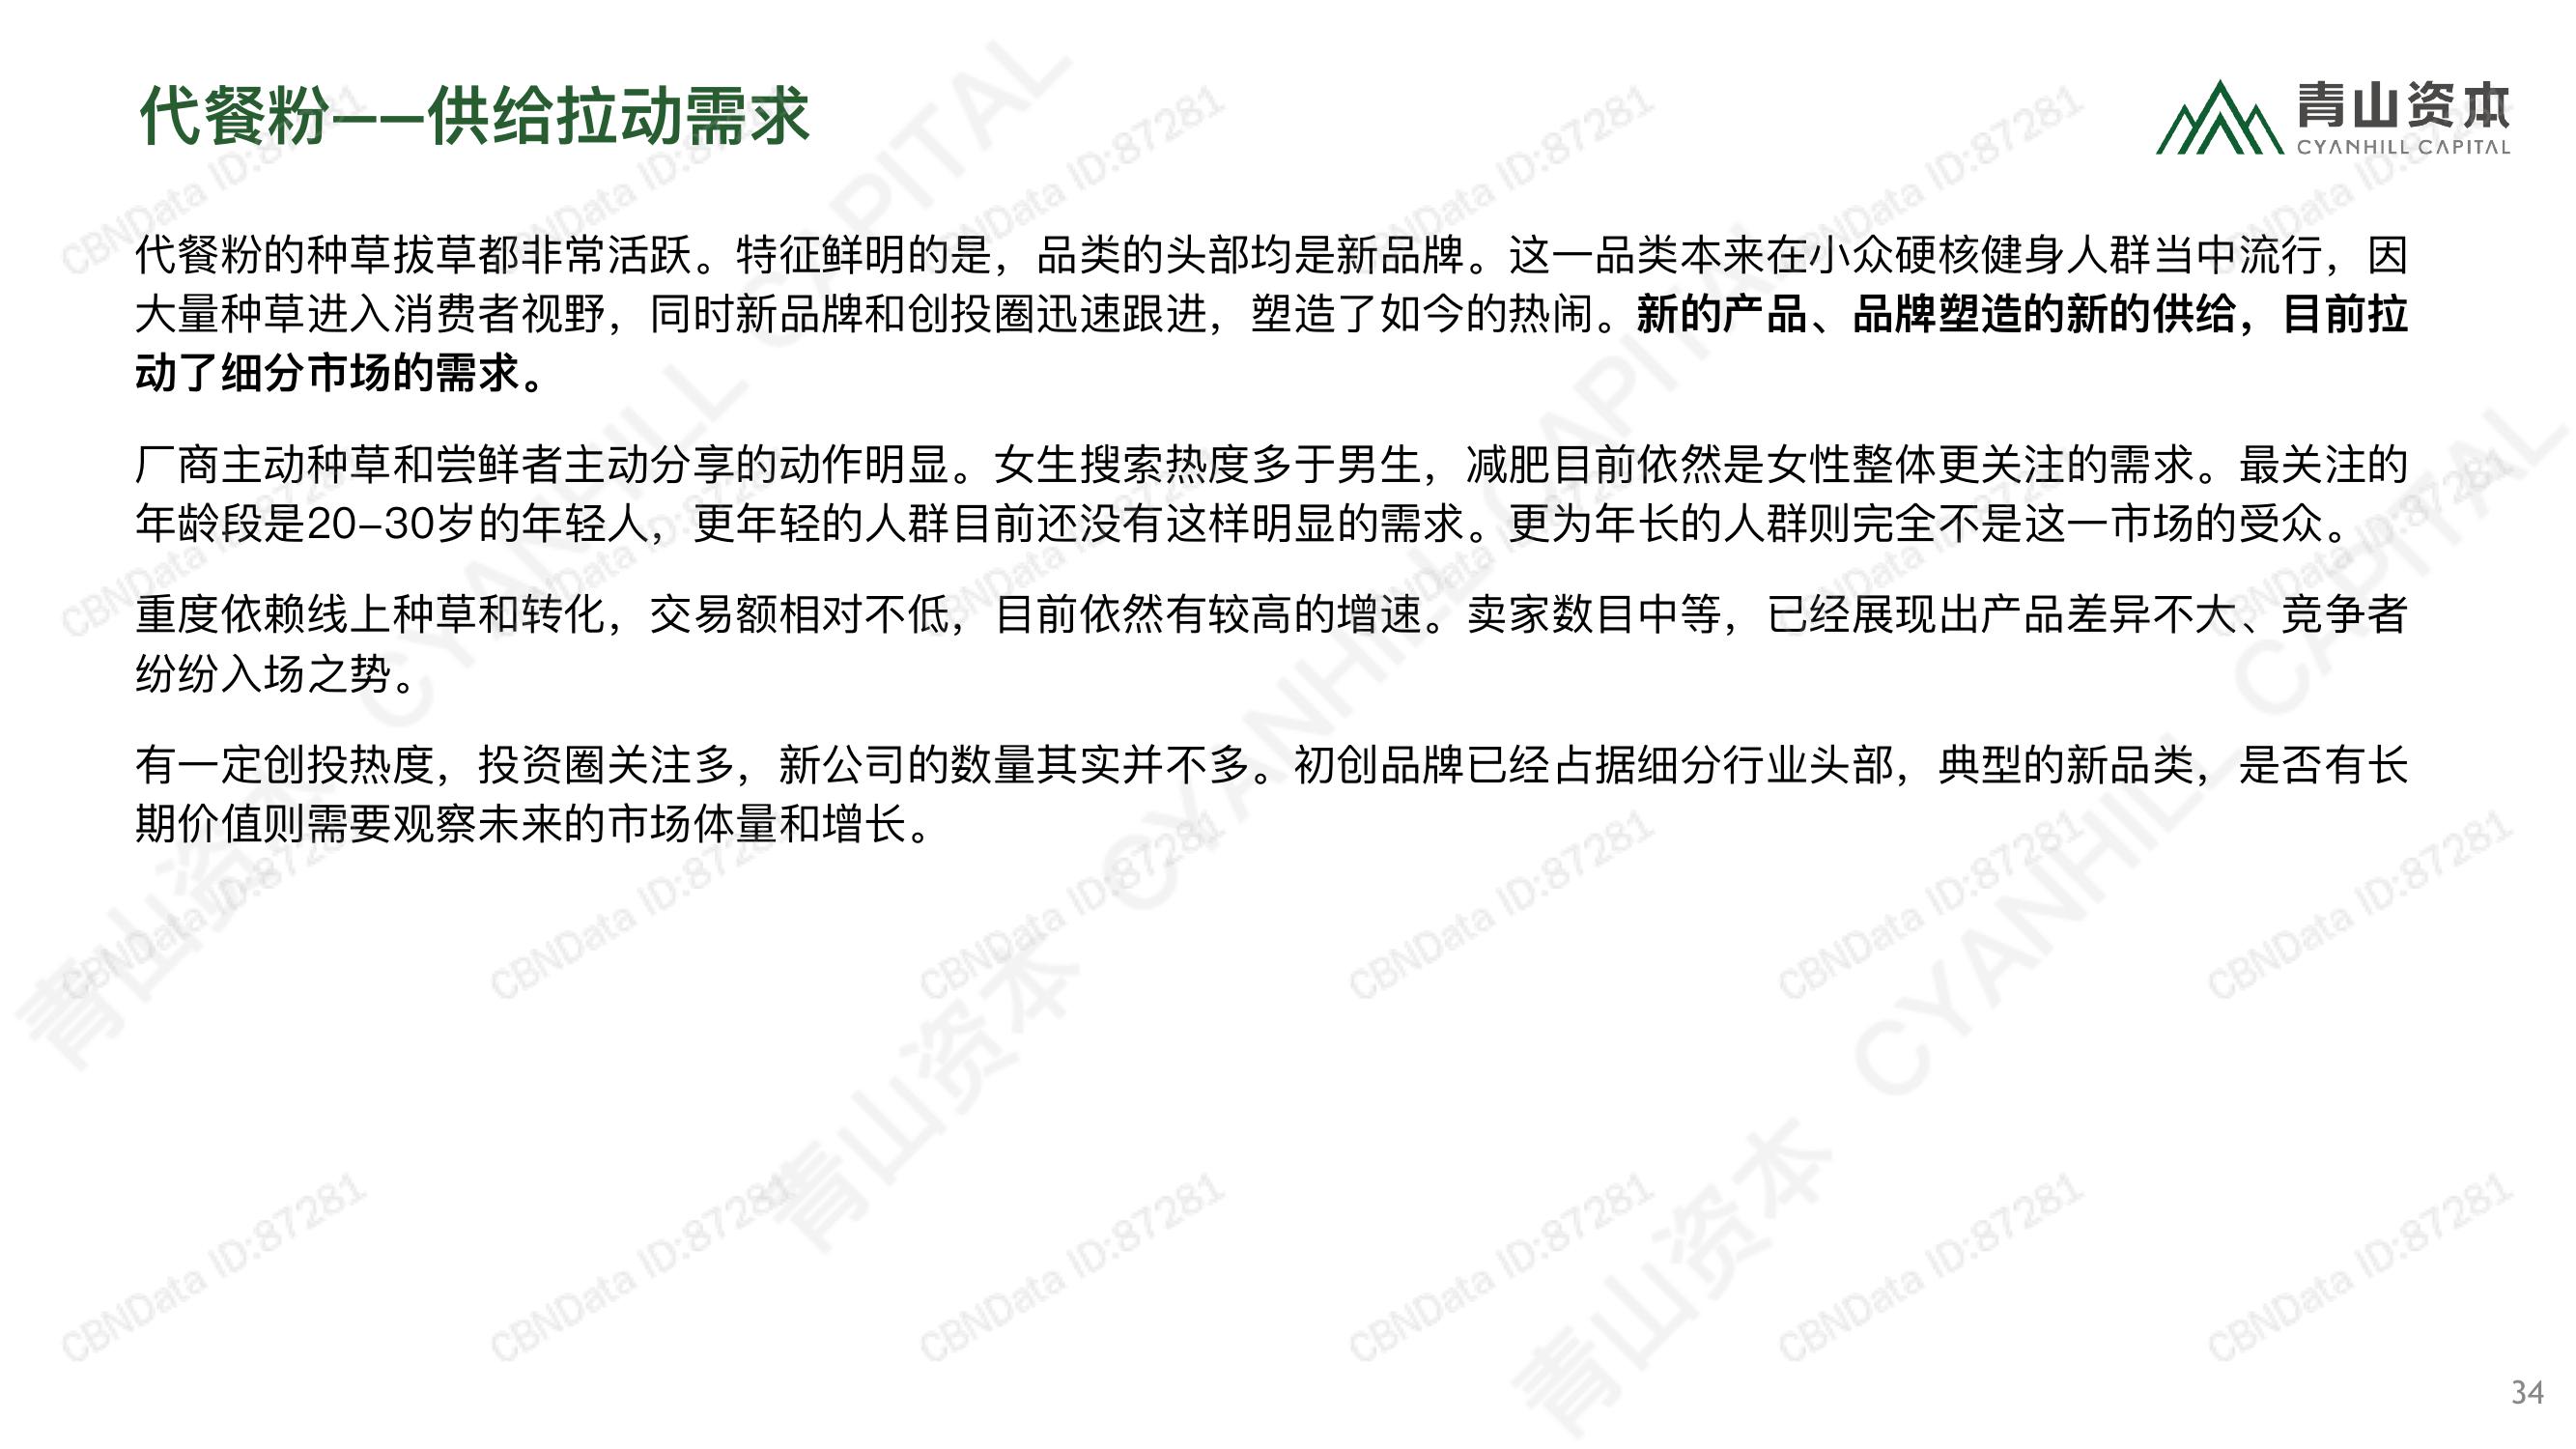 代餐粉——供给拉动需求
青山资本
CYANHILL CAPITAL
代餐粉的种草拔草都非常活跃。特征鲜明的是，品类的头部均是新品牌。这一品类本来在小众硬核健身人群当中流行，因
大量种草进入消费者视野，同时新品牌和创投圈迅速跟进，塑造了如今的热闹。新的产品、品牌塑造的新的供给，目前拉
动了细分市场的需求。
厂商主动种草和尝鲜者主动分享的动作明显。女生搜索热度多于男生，减肥目前依然是女性整体更关注的需求。最关注的
年龄段是20-30岁的年轻人，更年轻的人群目前还没有这样明显的需求。更为年长的人群则完全不是这一市场的受众。
重度依赖线上种草和转化，交易额相对不低，目前依然有较高的增速。卖家数目中等，已经展现出产品差异不大、竞争者
纷纷入场之势。
有一定创投热度，投资圈关注多，新公司的数量其实并不多。初创品牌已经占据细分行业头部，典型的新品类，是否有长
期价值则需要观察未来的市场体量和增长。
CBNData ID:87281
青山资本 CYANHILL CAPITAL
34